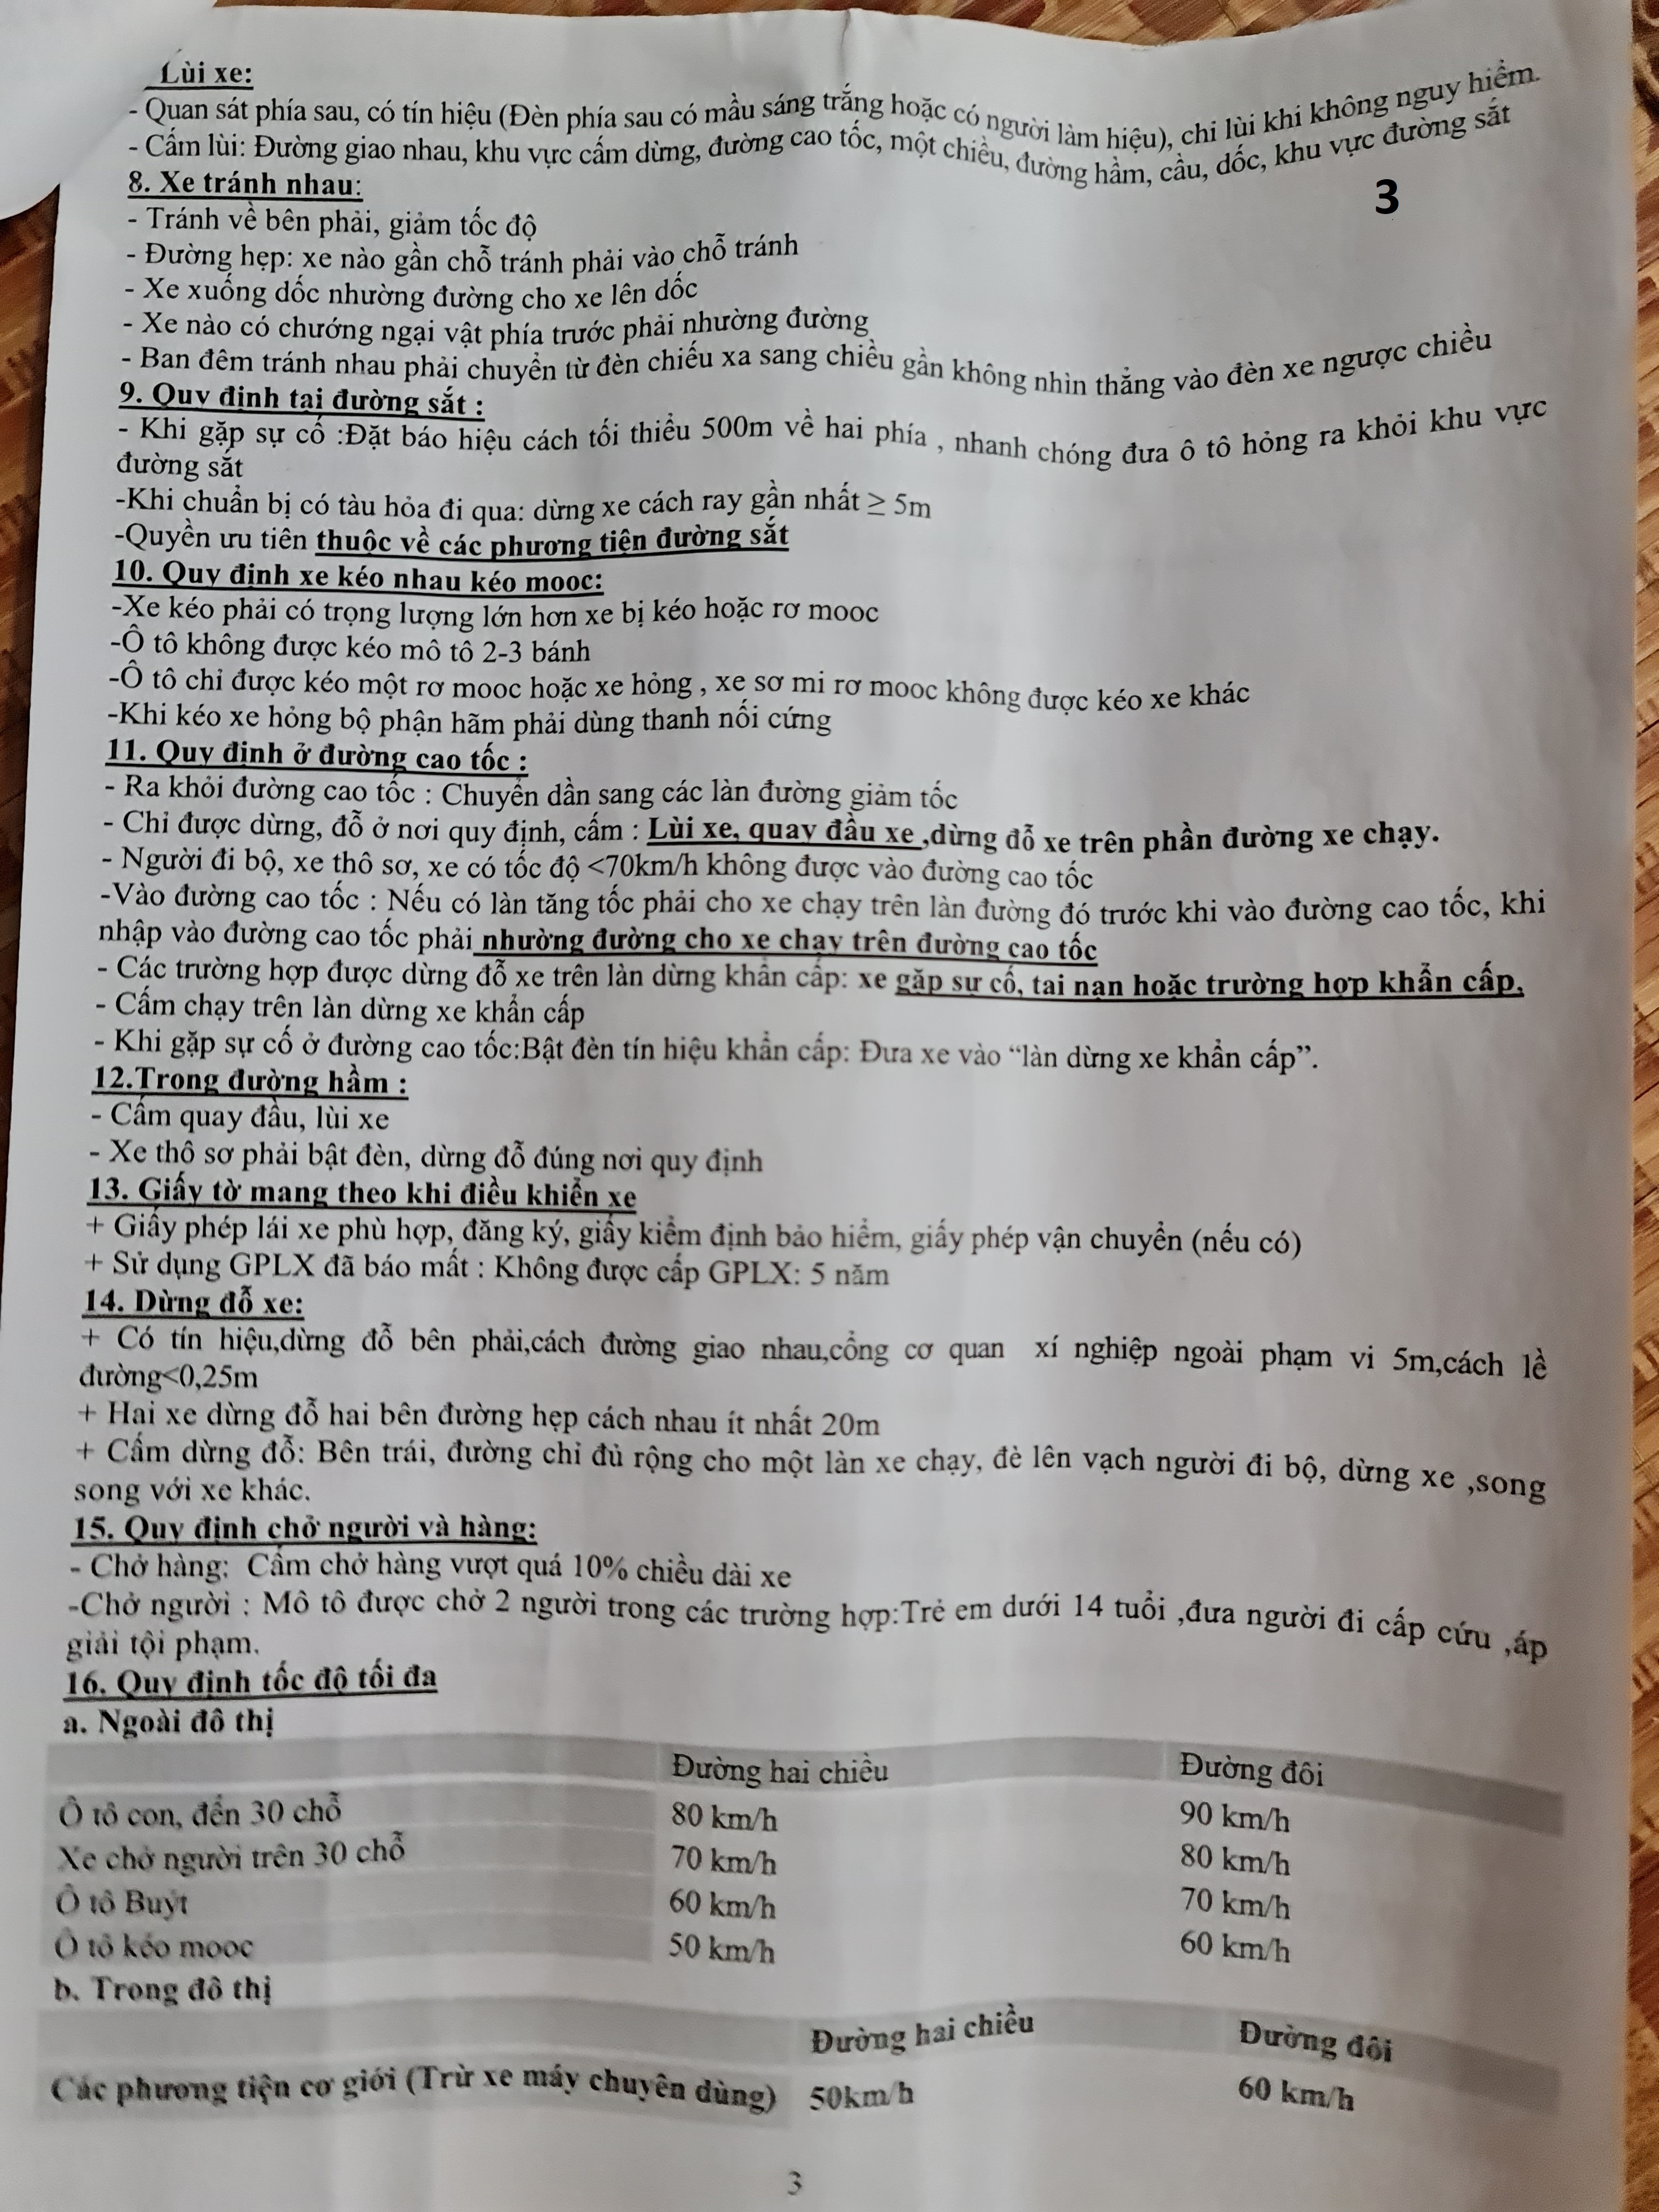 Lùi xe:
- Quan sát phía sau, có tín hiệu (Đèn phía sau có mầu sáng trắng hoặc có người làm hiệu), chỉ lùi khi không nguy hiểm.
- Cấm lùi: Đường giao nhau, khu vực cấm dừng, đường cao tốc, một chiều, đường hầm, cầu, dốc, khu vực đường sắt
3
8. Xe tránh nhau:
- Tránh về bên phải, giảm tốc độ
- Đường hẹp: xe nào gần chỗ tránh phải vào chỗ tránh
- Xe xuống dốc nhường đường cho xe lên dốc
- Xe nào có chướng ngại vật phía trước phải nhường đường
- Ban đêm tránh nhau phải chuyển từ đèn chiếu xa sang chiều gần không nhìn thẳng vào đèn xe ngược chiều
9. Quy định tại đường sắt :
- Khi gặp sự cố :Đặt báo hiệu cách tối thiểu 500m về hai phía , nhanh chóng đưa ô tô hỏng ra khỏi khu vực
đường sắt
-Khi chuẩn bị có tàu hỏa đi qua: dừng xe cách ray gần nhất ≥ 5m
-Quyền ưu tiên thuộc về các phương tiện đường sắt
10. Quy định xe kéo nhau kéo mooc:
-Xe kéo phải có trọng lượng lớn hơn xe bị kéo hoặc rơ mooc
-Ô tô không được kéo mô tô 2-3 bánh
-Ô tô chỉ được kéo một rơ mooc hoặc xe hỏng , xe sơ mi rơ mooc không được kéo xe khác
-Khi kéo xe hỏng bộ phận hãm phải dùng thanh nối cứng
11. Quy định ở đường cao tốc :
- Ra khỏi đường cao tốc : Chuyển dần sang các làn đường giảm tốc
- Chỉ được dừng, đỗ ở nơi quy định, cấm : Lùi xe, quay đầu xe ,dừng đỗ xe trên phần đường xe chạy.
- Người đi bộ, xe thô sơ, xe có tốc độ <70km/h không được vào đường cao tốc
-Vào đường cao tốc : Nếu có làn tăng tốc phải cho xe chạy trên làn đường đó trước khi vào đường cao tốc, khi
nhập vào đường cao tốc phải nhường đường cho xe chạy trên đường cao tốc
- Các trường hợp được dừng đỗ xe trên làn dừng khẩn cấp: xe gặp sự cố, tai nạn hoặc trường hợp khẩn cấp.
- Cấm chạy trên làn dừng xe khẩn cấp
- Khi gặp sự cố ở đường cao tốc:Bật đèn tín hiệu khẩn cấp: Đưa xe vào “làn dừng xe khẩn cấp”.
12.Trong đường hầm :
- Cấm quay đầu, lùi xe
- Xe thô sơ phải bật đèn, dừng đỗ đúng nơi quy định
13. Giấy tờ mang theo khi điều khiển xe
+ Giấy phép lái xe phù hợp, đăng ký, giấy kiểm định bảo hiểm, giấy phép vận chuyển (nếu có)
+ Sử dụng GPLX đã báo mất : Không được cấp GPLX: 5 năm
14. Dừng đỗ xe:
+ Có tín hiệu,dừng đỗ bên phải,cách đường giao nhau,cổng cơ quan xí nghiệp ngoài phạm vi 5m,cách lề
đường<0,25m
+ Hai xe dừng đỗ hai bên đường hẹp cách nhau ít nhất 20m
+ Cấm dừng đỗ: Bên trái, đường chỉ đủ rộng cho một làn xe chạy, đè lên vạch người đi bộ, dừng xe ,song
song với xe khác.
15. Quy định chở người và hàng:
- Chở hàng: Cấm chở hàng vượt quá 10% chiều dài xe
-Chở người : Mô tô được chở 2 người trong các trường hợp:Trẻ em dưới 14 tuổi ,đưa người đi cấp cứu ,áp
giải tội phạm.
16. Quy định tốc độ tối đa
a. Ngoài đô thị
Đường hai chiều Đường đôi
Ô tô con, đến 30 chỗ 80 km/h 90 km/h
Xe chở người trên 30 chỗ 70 km/h 80 km/h
Ô tô Buýt 60 km/h 70 km/h
Ô tô kéo mooc 50 km/h 60 km/h
b. Trong đô thị
Đường hai chiều Đường đôi
Các phương tiện cơ giới (Trừ xe máy chuyên dùng) 50km/h 60 km/h
3